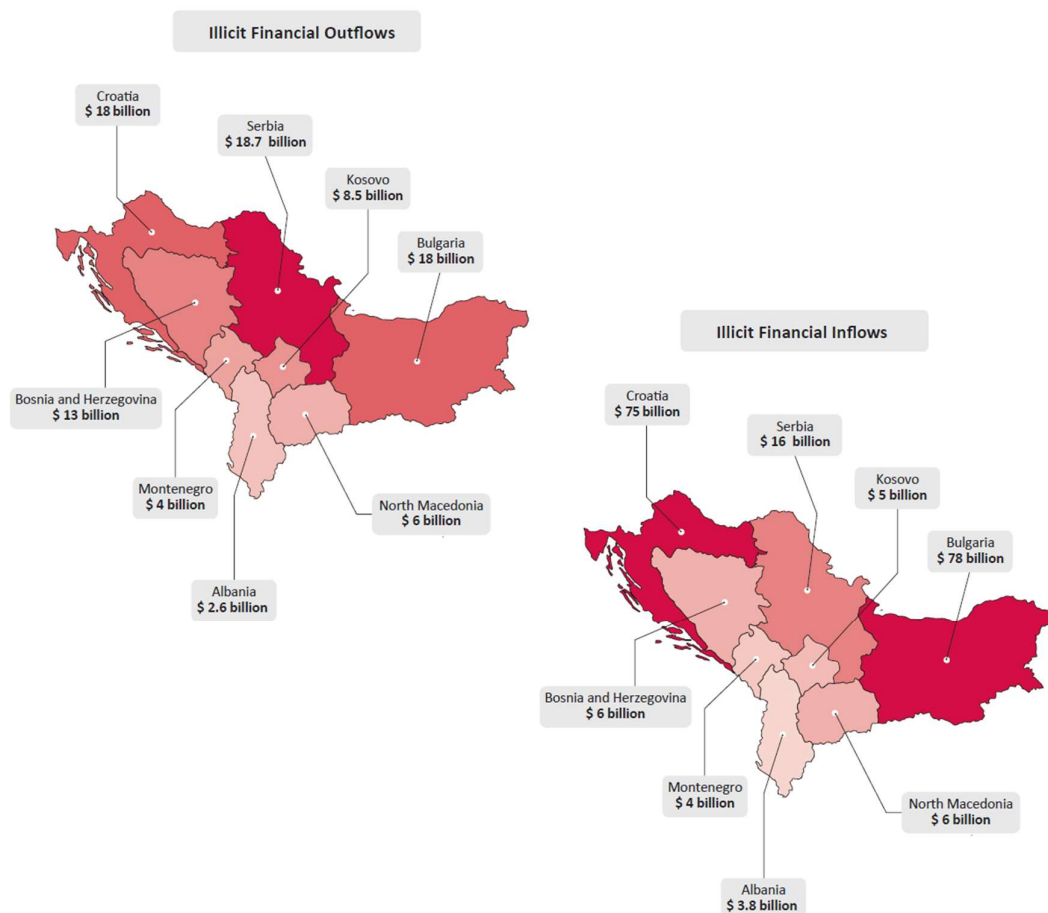 Illicit Financial Outflows
Croatia
$ 18 billion
Serbia
$ 18.7 billion
Kosovo
$ 8.5 billion
Bulgaria
$ 18 billion
Bosnia and Herzegovina
$ 13 billion
Montenegro
$ 4 billion
North Macedonia
$ 6 billion
Albania
$ 2.6 billion
Illicit Financial Inflows
Croatia
$ 75 billion
Serbia
$ 16 billion
Kosovo
$ 5 billion
Bulgaria
$ 78 billion
Bosnia and Herzegovina
$ 6 billion
Montenegro
$ 4 billion
North Macedonia
$ 6 billion
Albania
$ 3.8 billion